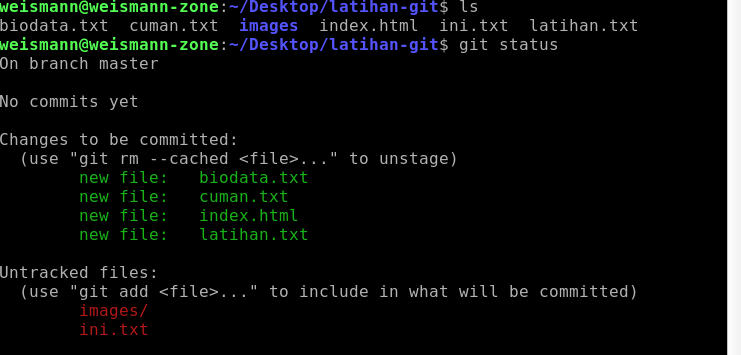 weismann@weismann-zone:~/Desktop/latihan-git$ ls
biodata.txt  cuman.txt  images  index.html  ini.txt  latihan.txt
weismann@weismann-zone:~/Desktop/latihan-git$ git status
On branch master

No commits yet

Changes to be committed:
  (use "git rm --cached <file>..." to unstage)
        new file:   biodata.txt
        new file:   cuman.txt
        new file:   index.html
        new file:   latihan.txt

Untracked files:
  (use "git add <file>..." to include in what will be committed)
        images/
        ini.txt